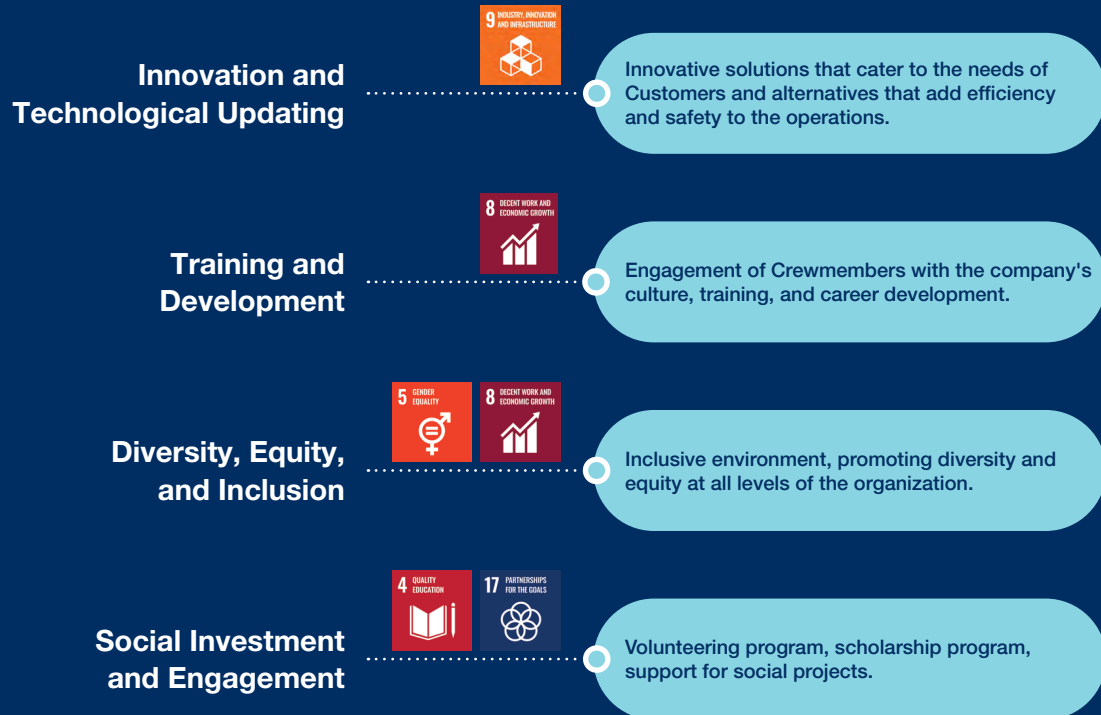 9 INDUSTRY, INNOVATION
AND INFRASTRUCTURE
Innovation and
Technological Updating
Innovative solutions that cater to the needs of
Customers and alternatives that add efficiency
and safety to the operations.
8 DECENT WORK AND
ECONOMIC GROWTH
Training and
Development
Engagement of Crewmembers with the company's
culture, training, and career development.
5 GENDER
EQUALITY
8 DECENT WORK AND
ECONOMIC GROWTH
Diversity, Equity,
and Inclusion
Inclusive environment, promoting diversity and
equity at all levels of the organization.
4 QUALITY
EDUCATION
17 PARTNERSHIPS
FOR THE GOALS
Social Investment
and Engagement
Volunteering program, scholarship program,
support for social projects.